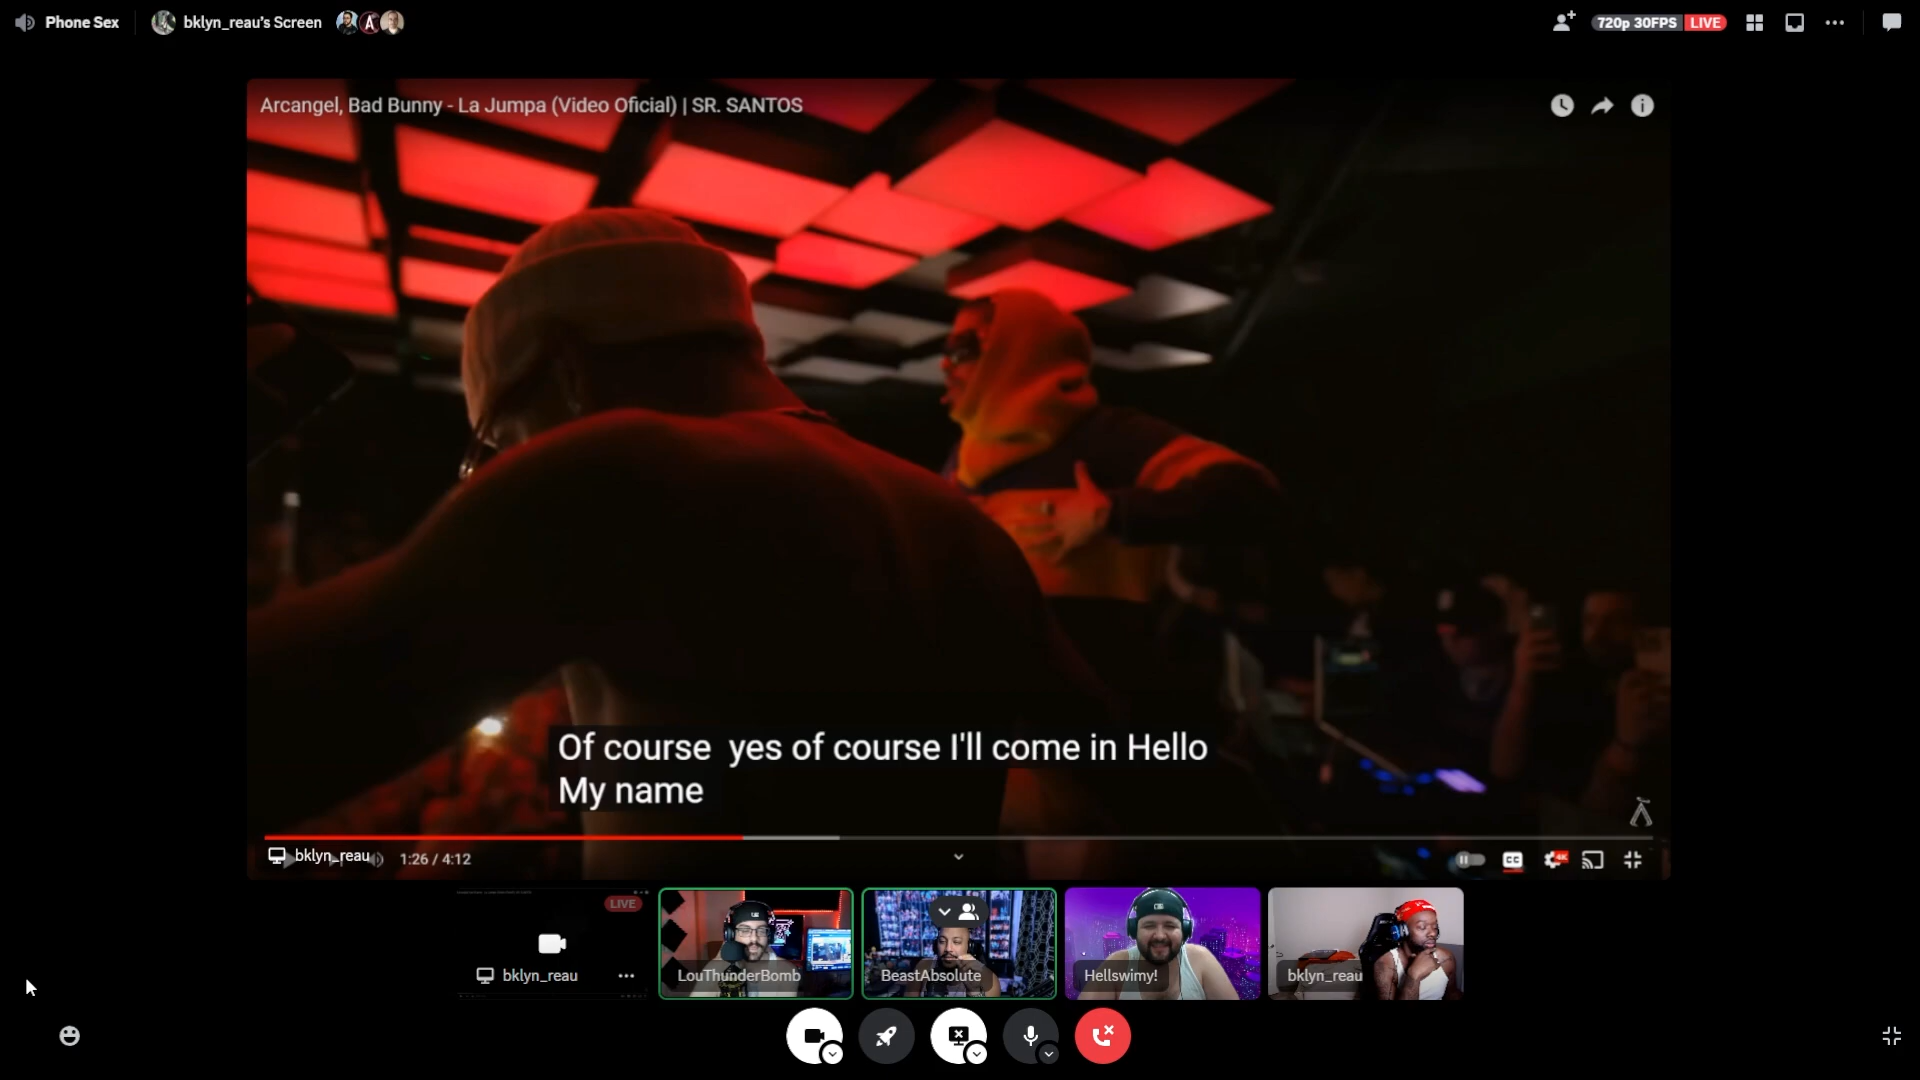 Phone Sex
bklyn_reau's Screen
720p 30FPS LIVE
Arcangel, Bad Bunny - La Jumpa (Video Oficial) | SR. SANTOS
Of course  yes of course I'll come in Hello
My name
bklyn_reau
1:26 / 4:12
CC
4K
LIVE
bklyn_reau
LouThunderBomb
BeastAbsolute
Hellswimy!
bklyn_reau